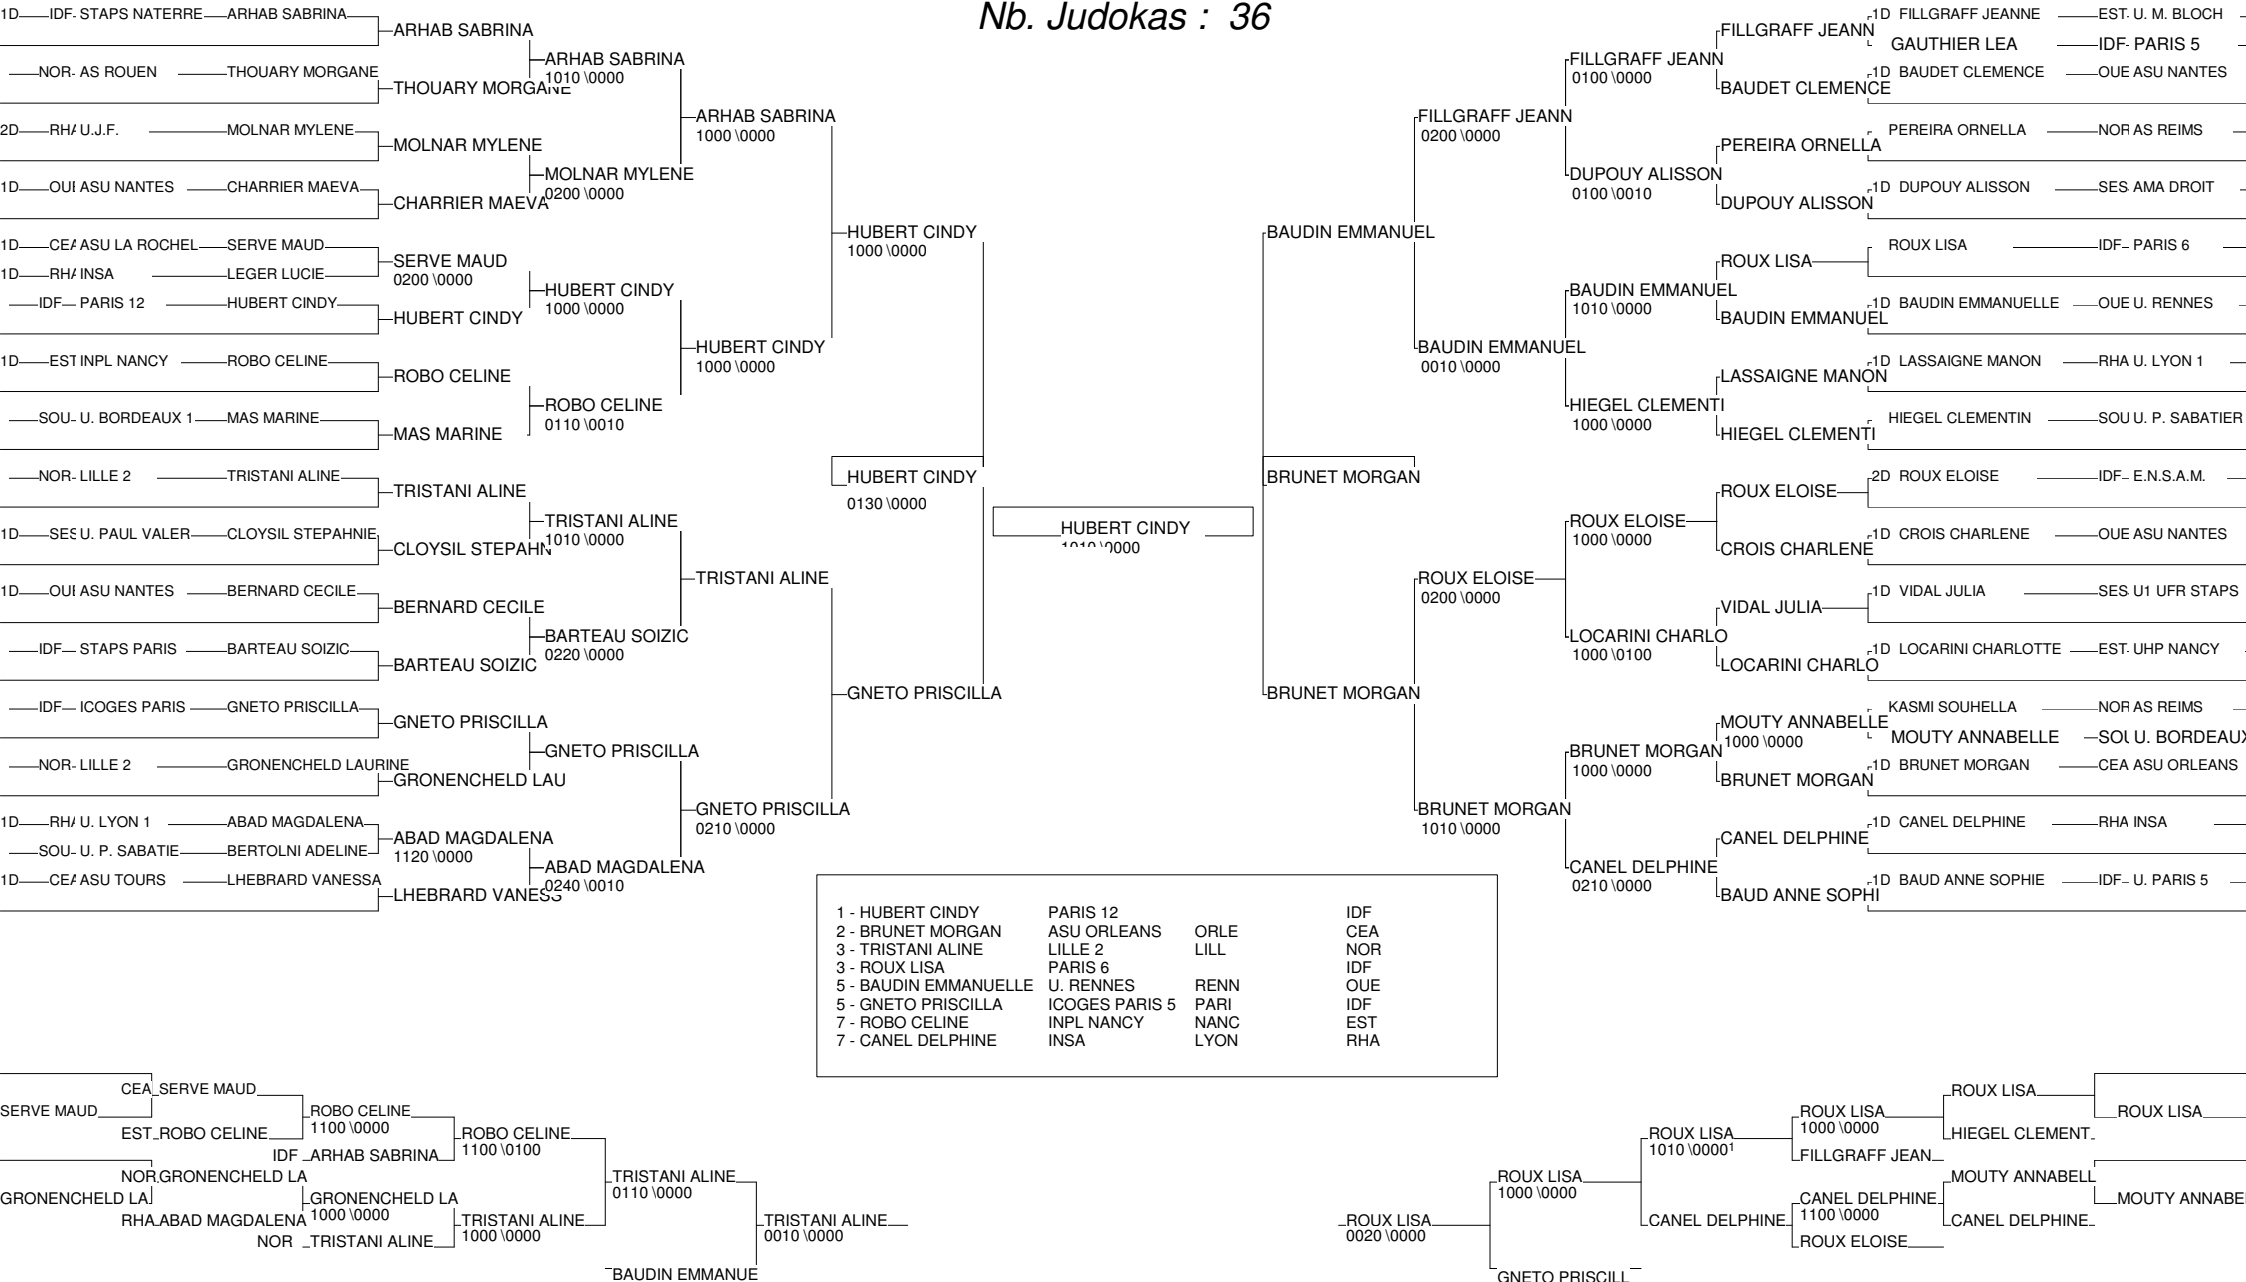 Nb. Judokas : 36
1D IDF STAPS NATERRE ARHAB SABRINA
NOR AS ROUEN THOUARY MORGANE
2D RHA U.J.F. MOLNAR MYLENE
1D OUE ASU NANTES CHARRIER MAEVA
1D CEA ASU LA ROCHEL SERVE MAUD
1D RHA INSA LEGER LUCIE
IDF PARIS 12 HUBERT CINDY
1D EST INPL NANCY ROBO CELINE
SOU U. BORDEAUX 1 MAS MARINE
NOR LILLE 2 TRISTANI ALINE
1D SES U. PAUL VALER CLOYSIL STEPAHNIE
1D OUE ASU NANTES BERNARD CECILE
IDF STAPS PARIS BARTEAU SOIZIC
IDF ICOGES PARIS GNETO PRISCILLA
NOR LILLE 2 GRONENCHELD LAURINE
1D RHA U. LYON 1 ABAD MAGDALENA
SOU U. P. SABATIE BERTOLNI ADELINE
1D CEA ASU TOURS LHEBRARD VANESSA
ARHAB SABRINA
THOUARY MORGANE
MOLNAR MYLENE
CHARRIER MAEVA
SERVE MAUD
0200 \0000
HUBERT CINDY
ROBO CELINE
MAS MARINE
TRISTANI ALINE
CLOYSIL STEPAHN
BERNARD CECILE
BARTEAU SOIZIC
GNETO PRISCILLA
GRONENCHELD LAU
ABAD MAGDALENA
1120 \0000
LHEBRARD VANESS
ARHAB SABRINA
1010 \0000
MOLNAR MYLENE
0200 \0000
HUBERT CINDY
1000 \0000
ROBO CELINE
0110 \0010
TRISTANI ALINE
1010 \0000
BARTEAU SOIZIC
0220 \0000
GNETO PRISCILLA
ABAD MAGDALENA
0240 \0010
ARHAB SABRINA
1000 \0000
HUBERT CINDY
1000 \0000
TRISTANI ALINE
GNETO PRISCILLA
0210 \0000
HUBERT CINDY
1000 \0000
GNETO PRISCILLA
HUBERT CINDY
0130 \0000
HUBERT CINDY
1010 \0000
BRUNET MORGAN
BAUDIN EMMANUEL
BRUNET MORGAN
FILLGRAFF JEANN
0200 \0000
BAUDIN EMMANUEL
0010 \0000
ROUX ELOISE
0200 \0000
BRUNET MORGAN
1010 \0000
FILLGRAFF JEANN
0100 \0000
DUPOUY ALISSON
0100 \0010
BAUDIN EMMANUEL
1010 \0000
HIEGEL CLEMENTI
1000 \0000
ROUX ELOISE
1000 \0000
LOCARINI CHARLO
1000 \0100
BRUNET MORGAN
1000 \0000
CANEL DELPHINE
0210 \0000
FILLGRAFF JEANN
BAUDET CLEMENCE
PEREIRA ORNELLA
DUPOUY ALISSON
ROUX LISA
BAUDIN EMMANUEL
LASSAIGNE MANON
HIEGEL CLEMENTI
ROUX ELOISE
CROIS CHARLENE
VIDAL JULIA
LOCARINI CHARLO
MOUTY ANNABELLE
1000 \0000
BRUNET MORGAN
CANEL DELPHINE
BAUD ANNE SOPHI
1D FILLGRAFF JEANNE EST U. M. BLOCH
GAUTHIER LEA IDF PARIS 5
1D BAUDET CLEMENCE OUE ASU NANTES
PEREIRA ORNELLA NOR AS REIMS
1D DUPOUY ALISSON SES AMA DROIT
ROUX LISA IDF PARIS 6
1D BAUDIN EMMANUELLE OUE U. RENNES
1D LASSAIGNE MANON RHA U. LYON 1
HIEGEL CLEMENTIN SOU U. P. SABATIER
2D ROUX ELOISE IDF E.N.S.A.M.
1D CROIS CHARLENE OUE ASU NANTES
1D VIDAL JULIA SES U1 UFR STAPS
1D LOCARINI CHARLOTTE EST UHP NANCY
KASMI SOUHELLA NOR AS REIMS
MOUTY ANNABELLE SOU U. BORDEAUX
1D BRUNET MORGAN CEA ASU ORLEANS
1D CANEL DELPHINE RHA INSA
1D BAUD ANNE SOPHIE IDF U. PARIS 5
1 - HUBERT CINDY PARIS 12 IDF
2 - BRUNET MORGAN ASU ORLEANS ORLE CEA
3 - TRISTANI ALINE LILLE 2 LILL NOR
3 - ROUX LISA PARIS 6 IDF
5 - BAUDIN EMMANUELLE U. RENNES RENN OUE
5 - GNETO PRISCILLA ICOGES PARIS 5 PARI IDF
7 - ROBO CELINE INPL NANCY NANC EST
7 - CANEL DELPHINE INSA LYON RHA
SERVE MAUD
GRONENCHELD LA
CEA SERVE MAUD
EST ROBO CELINE
NOR GRONENCHELD LA
RHA ABAD MAGDALENA
ROBO CELINE
1100 \0000
IDF ARHAB SABRINA
GRONENCHELD LA
1000 \0000
NOR TRISTANI ALINE
ROBO CELINE
1100 \0100
TRISTANI ALINE
1000 \0000
TRISTANI ALINE
0110 \0000
BAUDIN EMMANUE
TRISTANI ALINE
0010 \0000
ROUX LISA
0020 \0000
ROUX LISA
1000 \0000
GNETO PRISCILL
ROUX LISA
1010 \0000¹
CANEL DELPHINE
ROUX LISA
1000 \0000
FILLGRAFF JEAN
CANEL DELPHINE
1100 \0000
ROUX ELOISE
ROUX LISA
HIEGEL CLEMENT
MOUTY ANNABELL
CANEL DELPHINE
ROUX LISA
MOUTY ANNABE